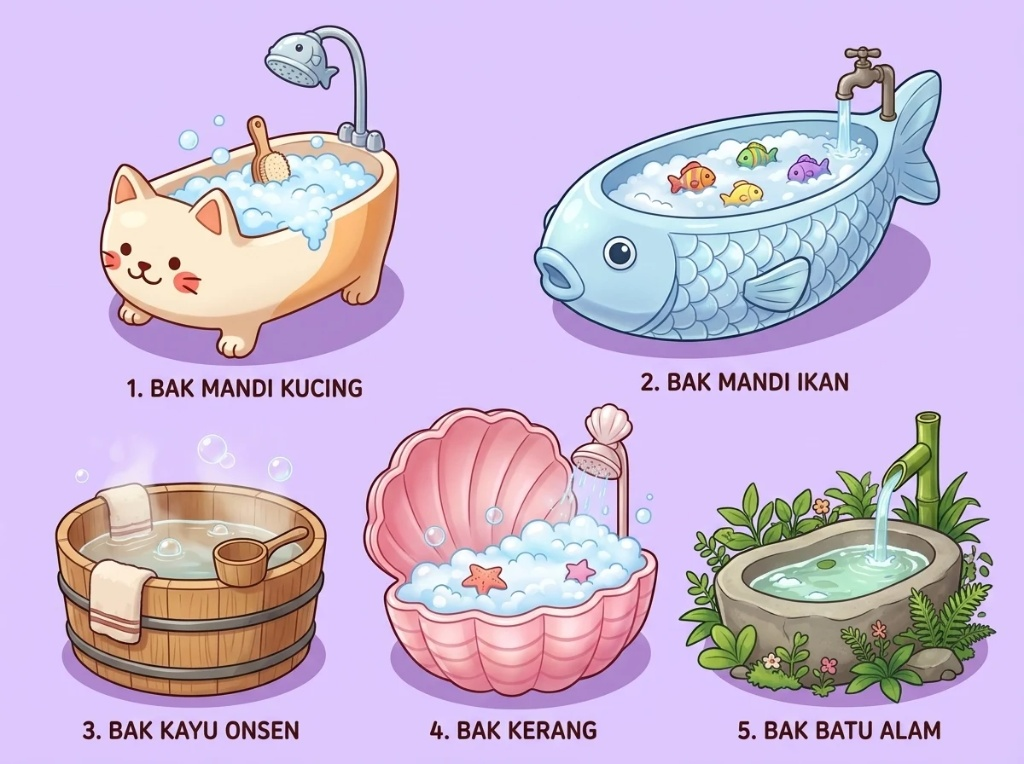 1. BAK MANDI KUCING
2. BAK MANDI IKAN
3. BAK KAYU ONSEN
4. BAK KERANG
5. BAK BATU ALAM